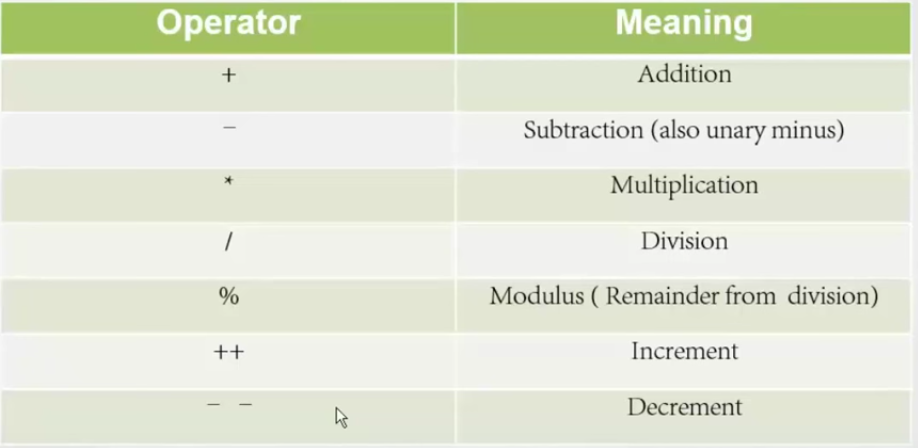 Operator Meaning
+ Addition
– Subtraction (also unary minus)
* Multiplication
/ Division
% Modulus ( Remainder from division)
++ Increment
– – Decrement